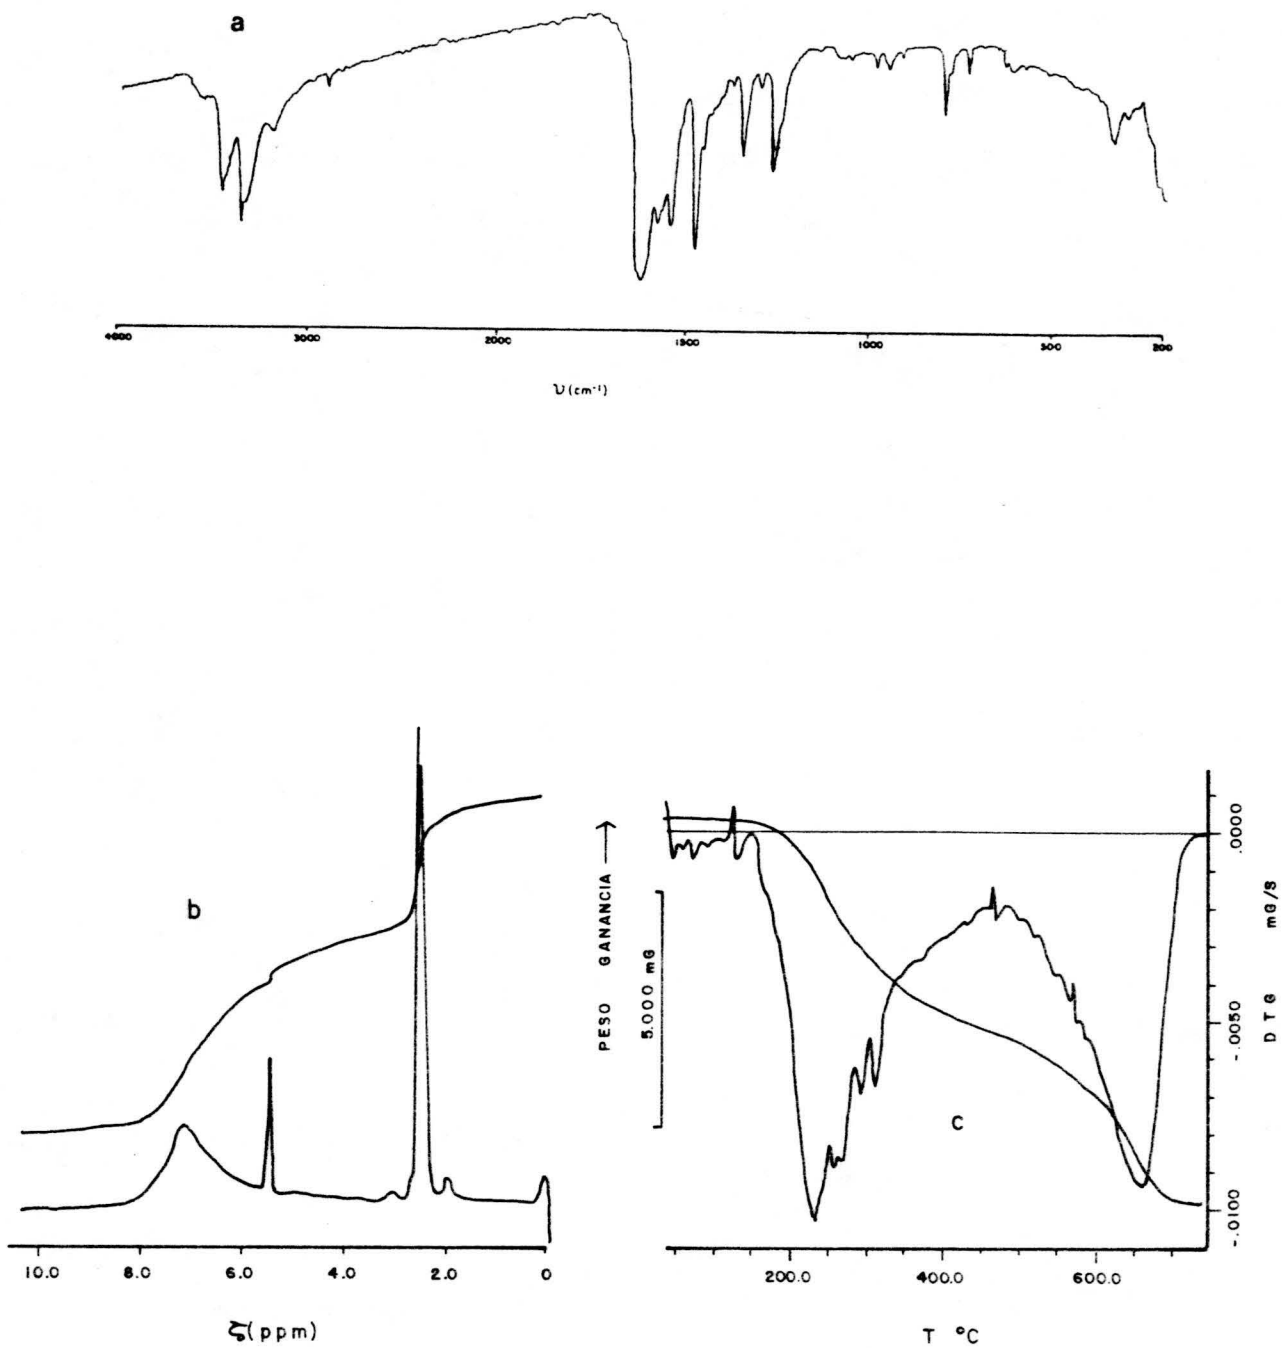 a
4000 3000 2000 1500 1000 500 200
ν(cm⁻¹)
b
10.0 8.0 6.0 4.0 2.0 0
(ppm)
PESO GANANCIA →
5.000 mG
c
200.0 400.0 600.0
T °C
.0000
-.0050
-.0100
DTG mG/S